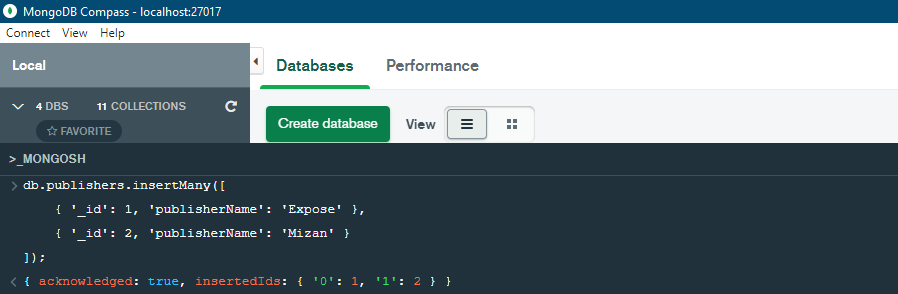 MongoDB Compass - localhost:27017
Connect View Help
Local
Databases Performance
4 DBS 11 COLLECTIONS
FAVORITE
Create database View
>_MONGOSH
> db.publishers.insertMany([
{ '_id': 1, 'publisherName': 'Expose' },
{ '_id': 2, 'publisherName': 'Mizan' }
]);
< { acknowledged: true, insertedIds: { '0': 1, '1': 2 } }